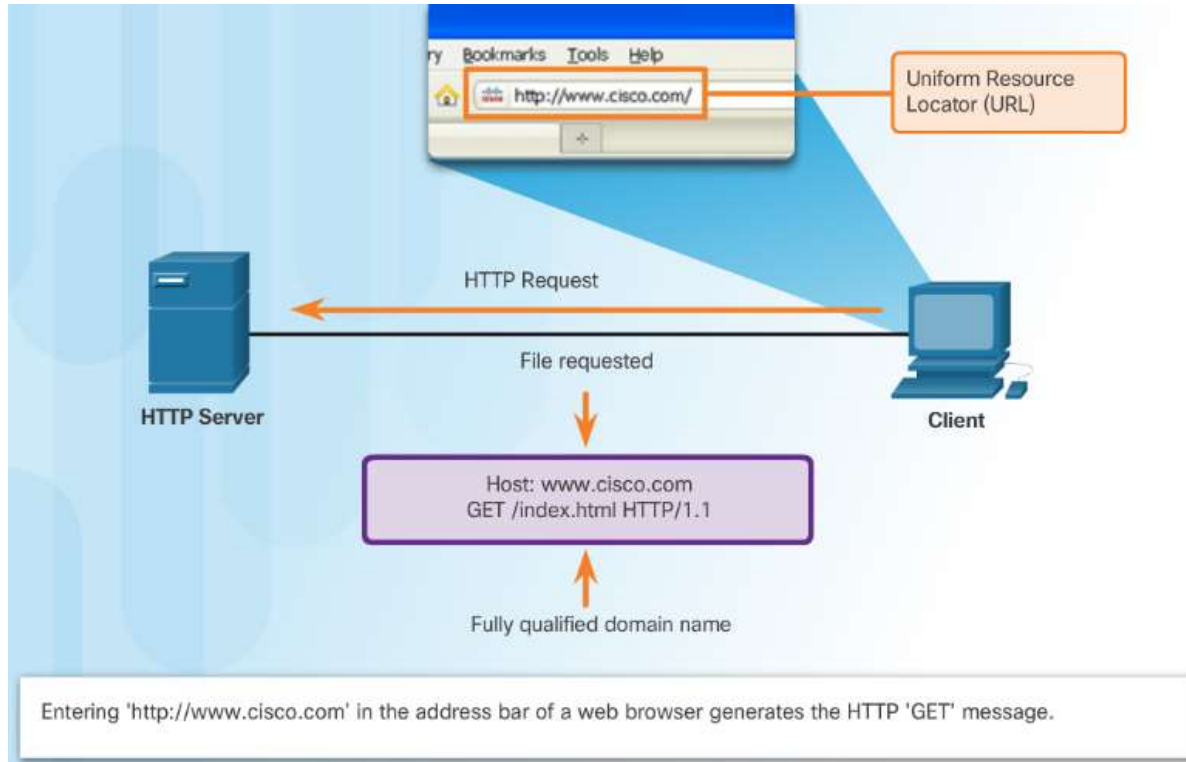 ry Bookmarks Tools Help
http://www.cisco.com/
Uniform Resource
Locator (URL)
HTTP Request
File requested
HTTP Server
Client
Host: www.cisco.com
GET /index.html HTTP/1.1
Fully qualified domain name
Entering 'http://www.cisco.com' in the address bar of a web browser generates the HTTP 'GET' message.